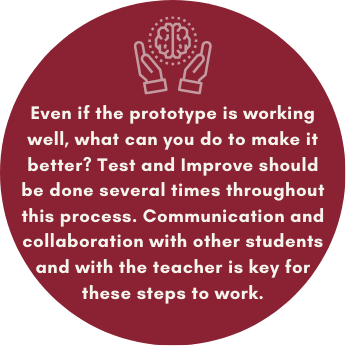 Even if the prototype is working
well, what can you do to make it
better? Test and Improve should
be done several times throughout
this process. Communication and
collaboration with other students
and with the teacher is key for
these steps to work.